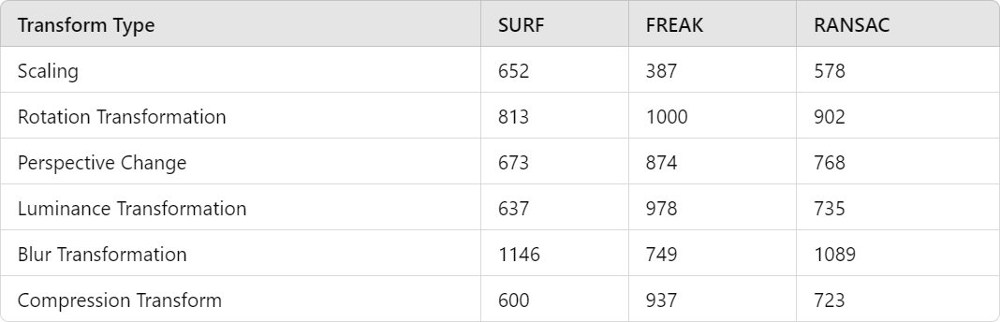 Transform Type SURF FREAK RANSAC
Scaling 652 387 578
Rotation Transformation 813 1000 902
Perspective Change 673 874 768
Luminance Transformation 637 978 735
Blur Transformation 1146 749 1089
Compression Transform 600 937 723